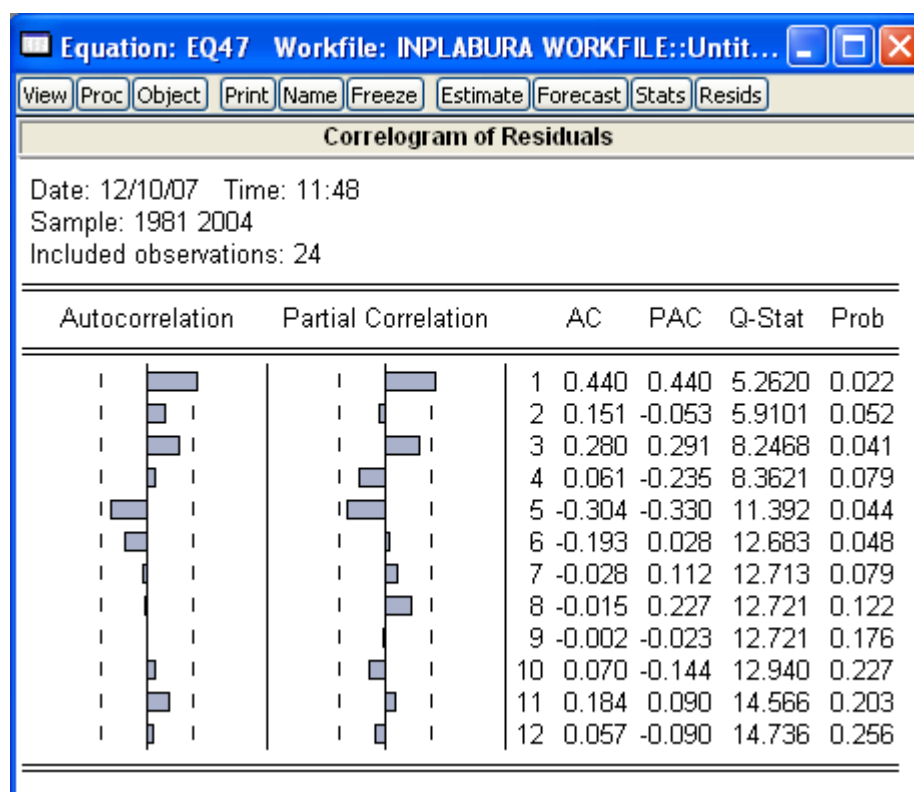 Equation: EQ47 Workfile: INPLABURA WORKFILE::Untit...
View Proc Object Print Name Freeze Estimate Forecast Stats Resids
Correlogram of Residuals
Date: 12/10/07 Time: 11:48
Sample: 1981 2004
Included observations: 24
Autocorrelation Partial Correlation AC PAC Q-Stat Prob
1 0.440 0.440 5.2620 0.022
2 0.151 -0.053 5.9101 0.052
3 0.280 0.291 8.2468 0.041
4 0.061 -0.235 8.3621 0.079
5 -0.304 -0.330 11.392 0.044
6 -0.193 0.028 12.683 0.048
7 -0.028 0.112 12.713 0.079
8 -0.015 0.227 12.721 0.122
9 -0.002 -0.023 12.721 0.176
10 0.070 -0.144 12.940 0.227
11 0.184 0.090 14.566 0.203
12 0.057 -0.090 14.736 0.256